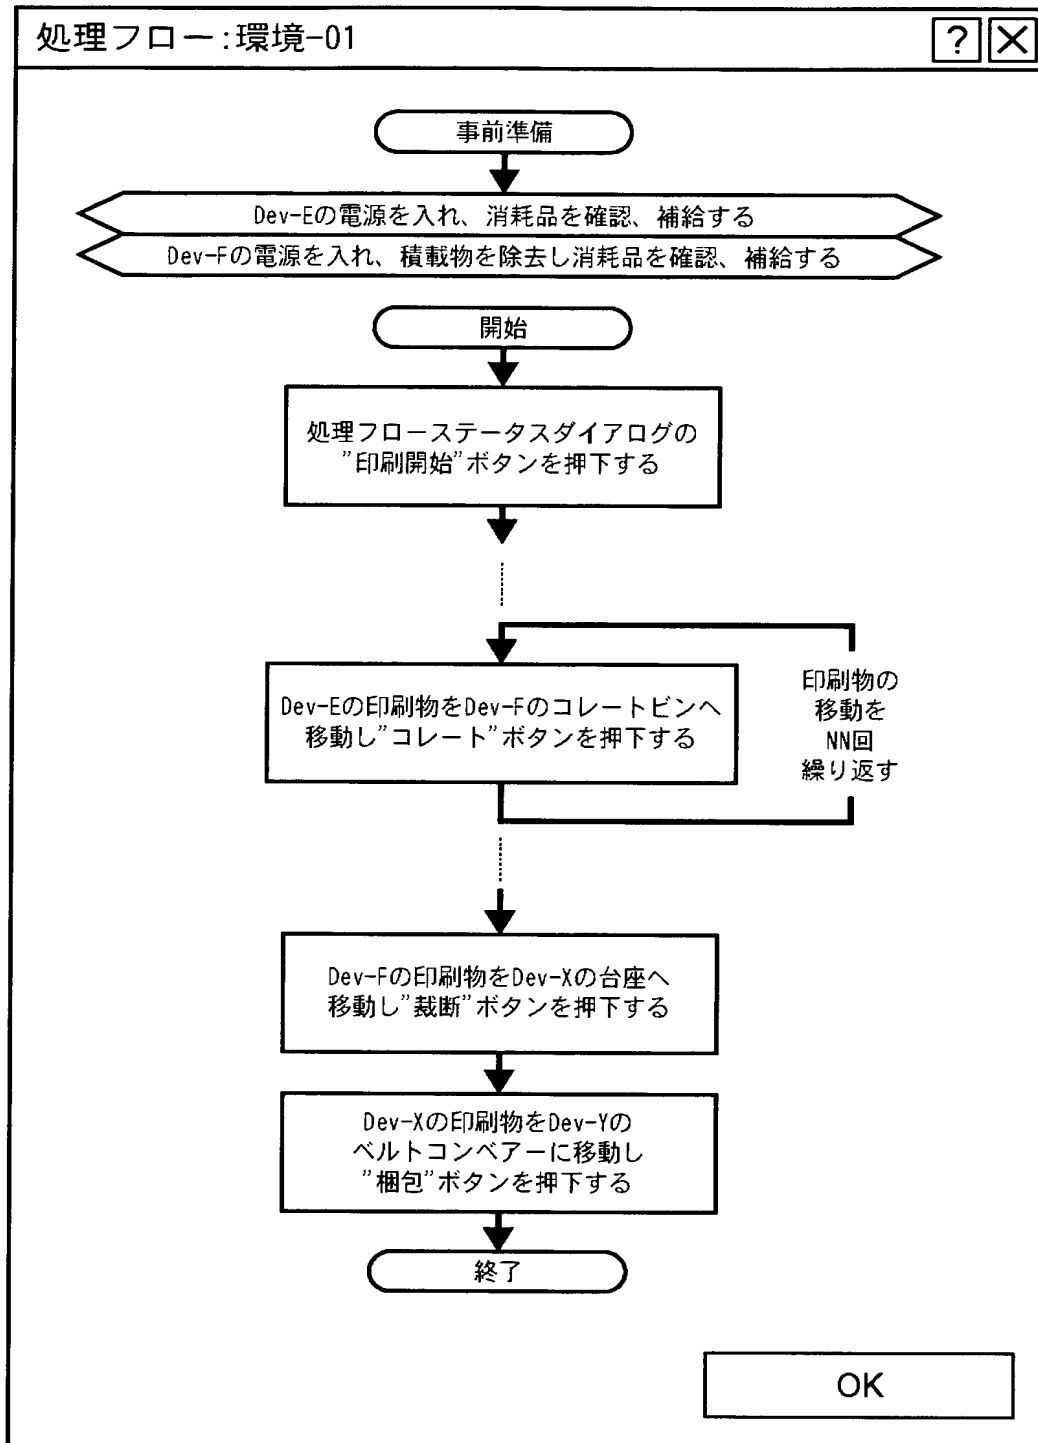 処理フロー:環境-01
?
事前準備
Dev-Eの電源を入れ、消耗品を確認、補給する
Dev-Fの電源を入れ、積載物を除去し消耗品を確認、補給する
開始
処理フローステータスダイアログの
”印刷開始”ボタンを押下する
Dev-Eの印刷物をDev-Fのコレートビンへ
移動し”コレート”ボタンを押下する
印刷物の
移動を
NN回
繰り返す
Dev-Fの印刷物をDev-Xの台座へ
移動し”裁断”ボタンを押下する
Dev-Xの印刷物をDev-Yの
ベルトコンベアーに移動し
”梱包”ボタンを押下する
終了
OK